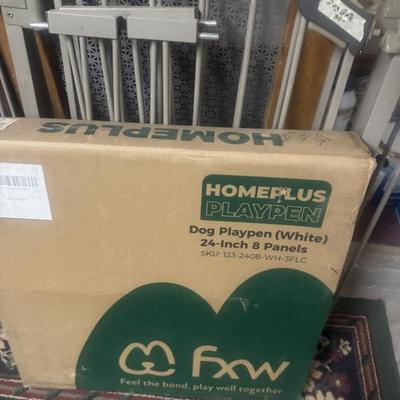 HOMEPLUS
HOMEPLUS
PLAYPEN
Dog Playpen (White)
24-Inch 8 Panels
SKU: 123-2408-WH-3FLC
fxw
Feel the bond, play well together